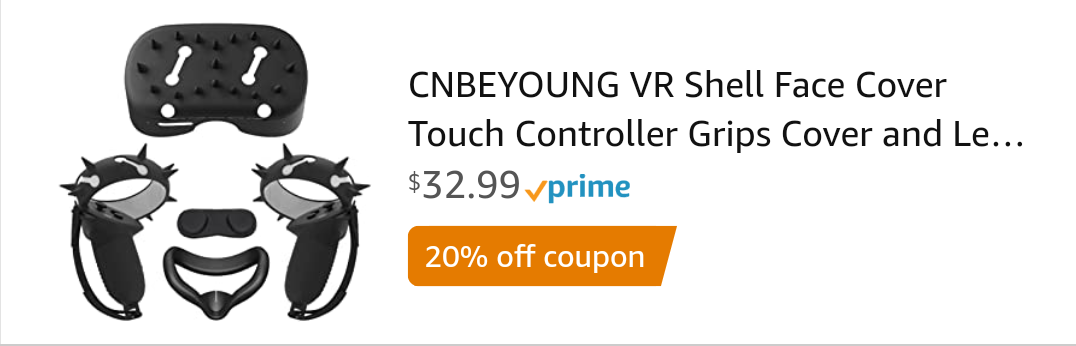 CNBEYOUNG VR Shell Face Cover
Touch Controller Grips Cover and Le...
$32.99 prime
20% off coupon